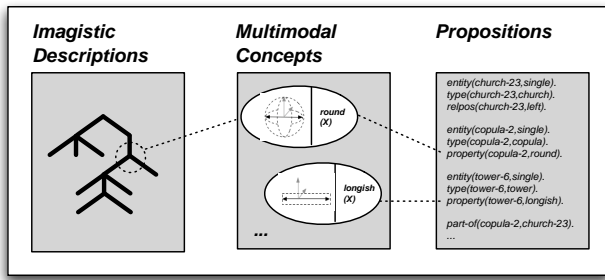 Imagistic
Descriptions
Multimodal
Concepts
Propositions
round
(X)
longish
(X)
...
entity(church-23,single).
type(church-23,church).
relpos(church-23,left).
entity(copula-2,single).
type(copula-2,copula).
property(copula-2,round).
entity(tower-6,single).
type(tower-6,tower).
property(tower-6,longish).
part-of(copula-2,church-23).
...